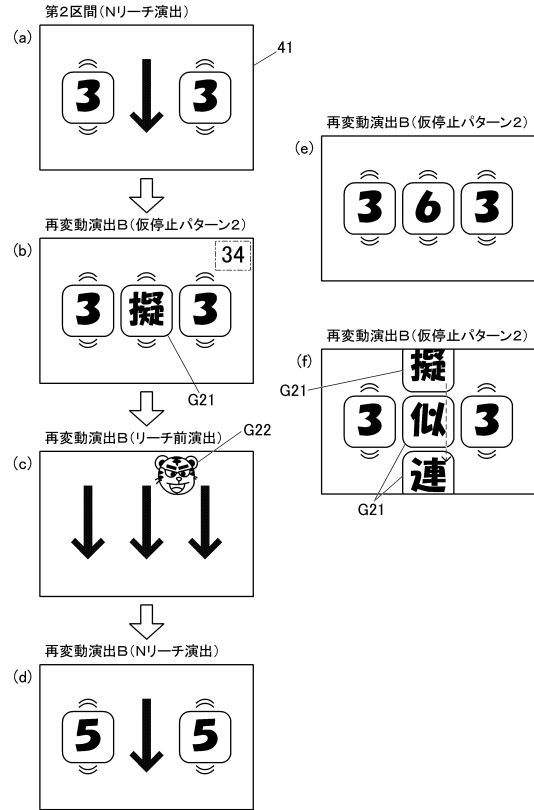 第2区間(Nリーチ演出)
(a)
41
3 3
再変動演出B(仮停止パターン2)
(b)
34
3 擬 3
G21
再変動演出B(リーチ前演出)
(c)
G22
再変動演出B(Nリーチ演出)
(d)
5 5
再変動演出B(仮停止パターン2)
(e)
3 6 3
再変動演出B(仮停止パターン2)
(f)
擬
G21
3 似 3
連
G21